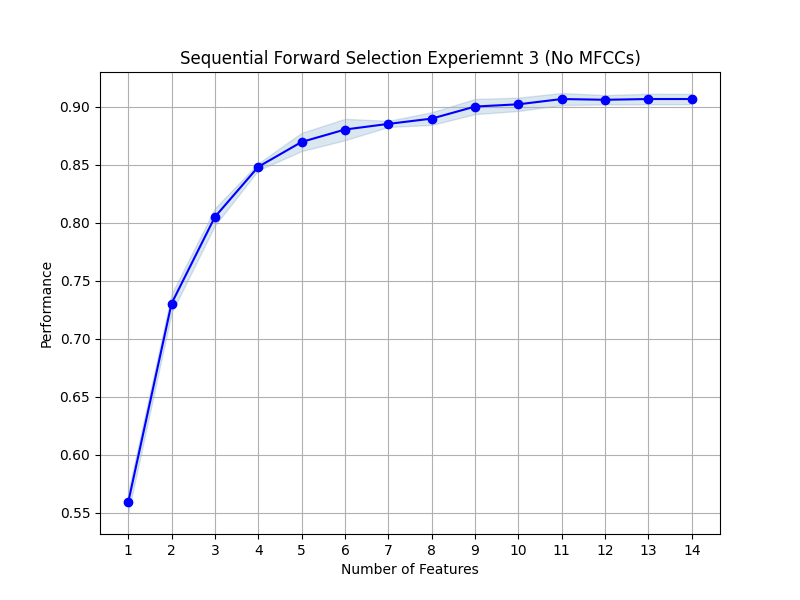 Sequential Forward Selection Experiemnt 3 (No MFCCs)
Performance
0.90
0.85
0.80
0.75
0.70
0.65
0.60
0.55
1 2 3 4 5 6 7 8 9 10 11 12 13 14
Number of Features